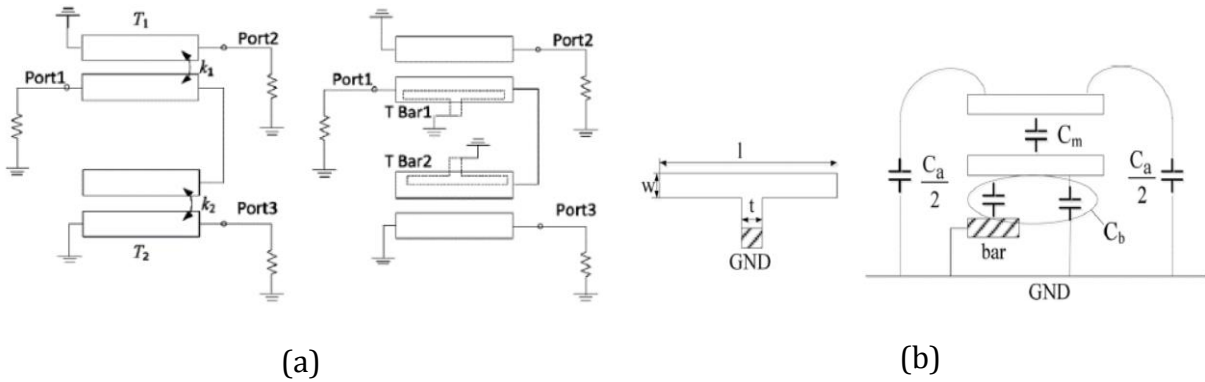 T₁
Port2
k₁
Port1
k₂
Port3
T₂
Port2
Port1
T Bar1
T Bar2
Port3
(a)
l
w
t
GND
Cₘ
Cₐ
2
Cₐ
2
C_b
bar
GND
(b)